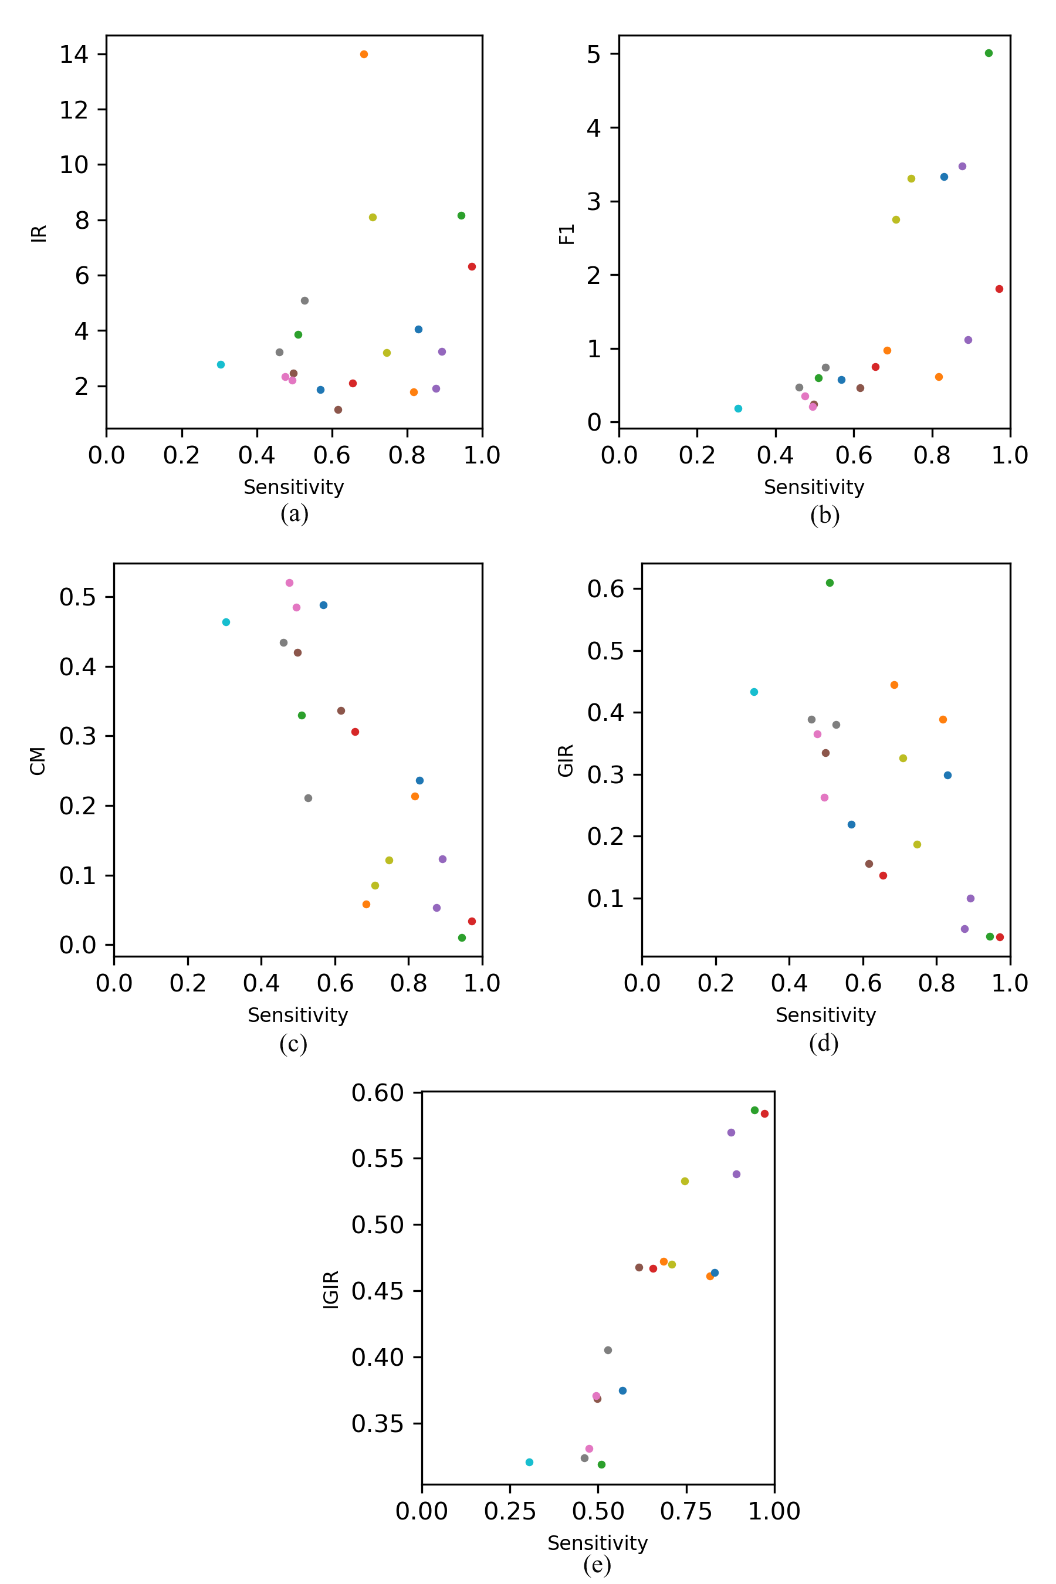 14
12
10
8
6
4
2
IR
0.0 0.2 0.4 0.6 0.8 1.0
Sensitivity
(a)
5
4
3
2
1
0
F1
0.0 0.2 0.4 0.6 0.8 1.0
Sensitivity
(b)
0.5
0.4
0.3
0.2
0.1
0.0
CM
0.0 0.2 0.4 0.6 0.8 1.0
Sensitivity
(c)
0.6
0.5
0.4
0.3
0.2
0.1
GIR
0.0 0.2 0.4 0.6 0.8 1.0
Sensitivity
(d)
0.60
0.55
0.50
0.45
0.40
0.35
IGIR
0.00 0.25 0.50 0.75 1.00
Sensitivity
(e)